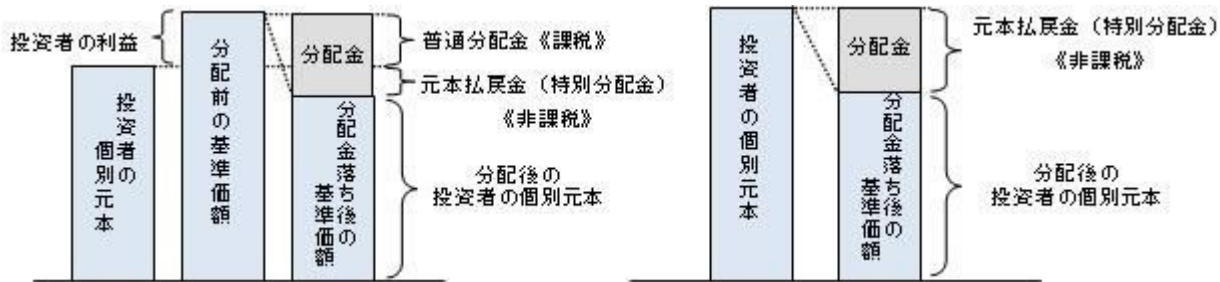 投資者の利益
投資者の
個別元本
分配前の基準価額
分配金
分配金落ち後の
基準価額
普通分配金《課税》
元本払戻金(特別分配金)
《非課税》
分配後の
投資者の個別元本
投資者の個別元本
分配金
分配金落ち後の
基準価額
元本払戻金(特別分配金)
《非課税》
分配後の
投資者の個別元本